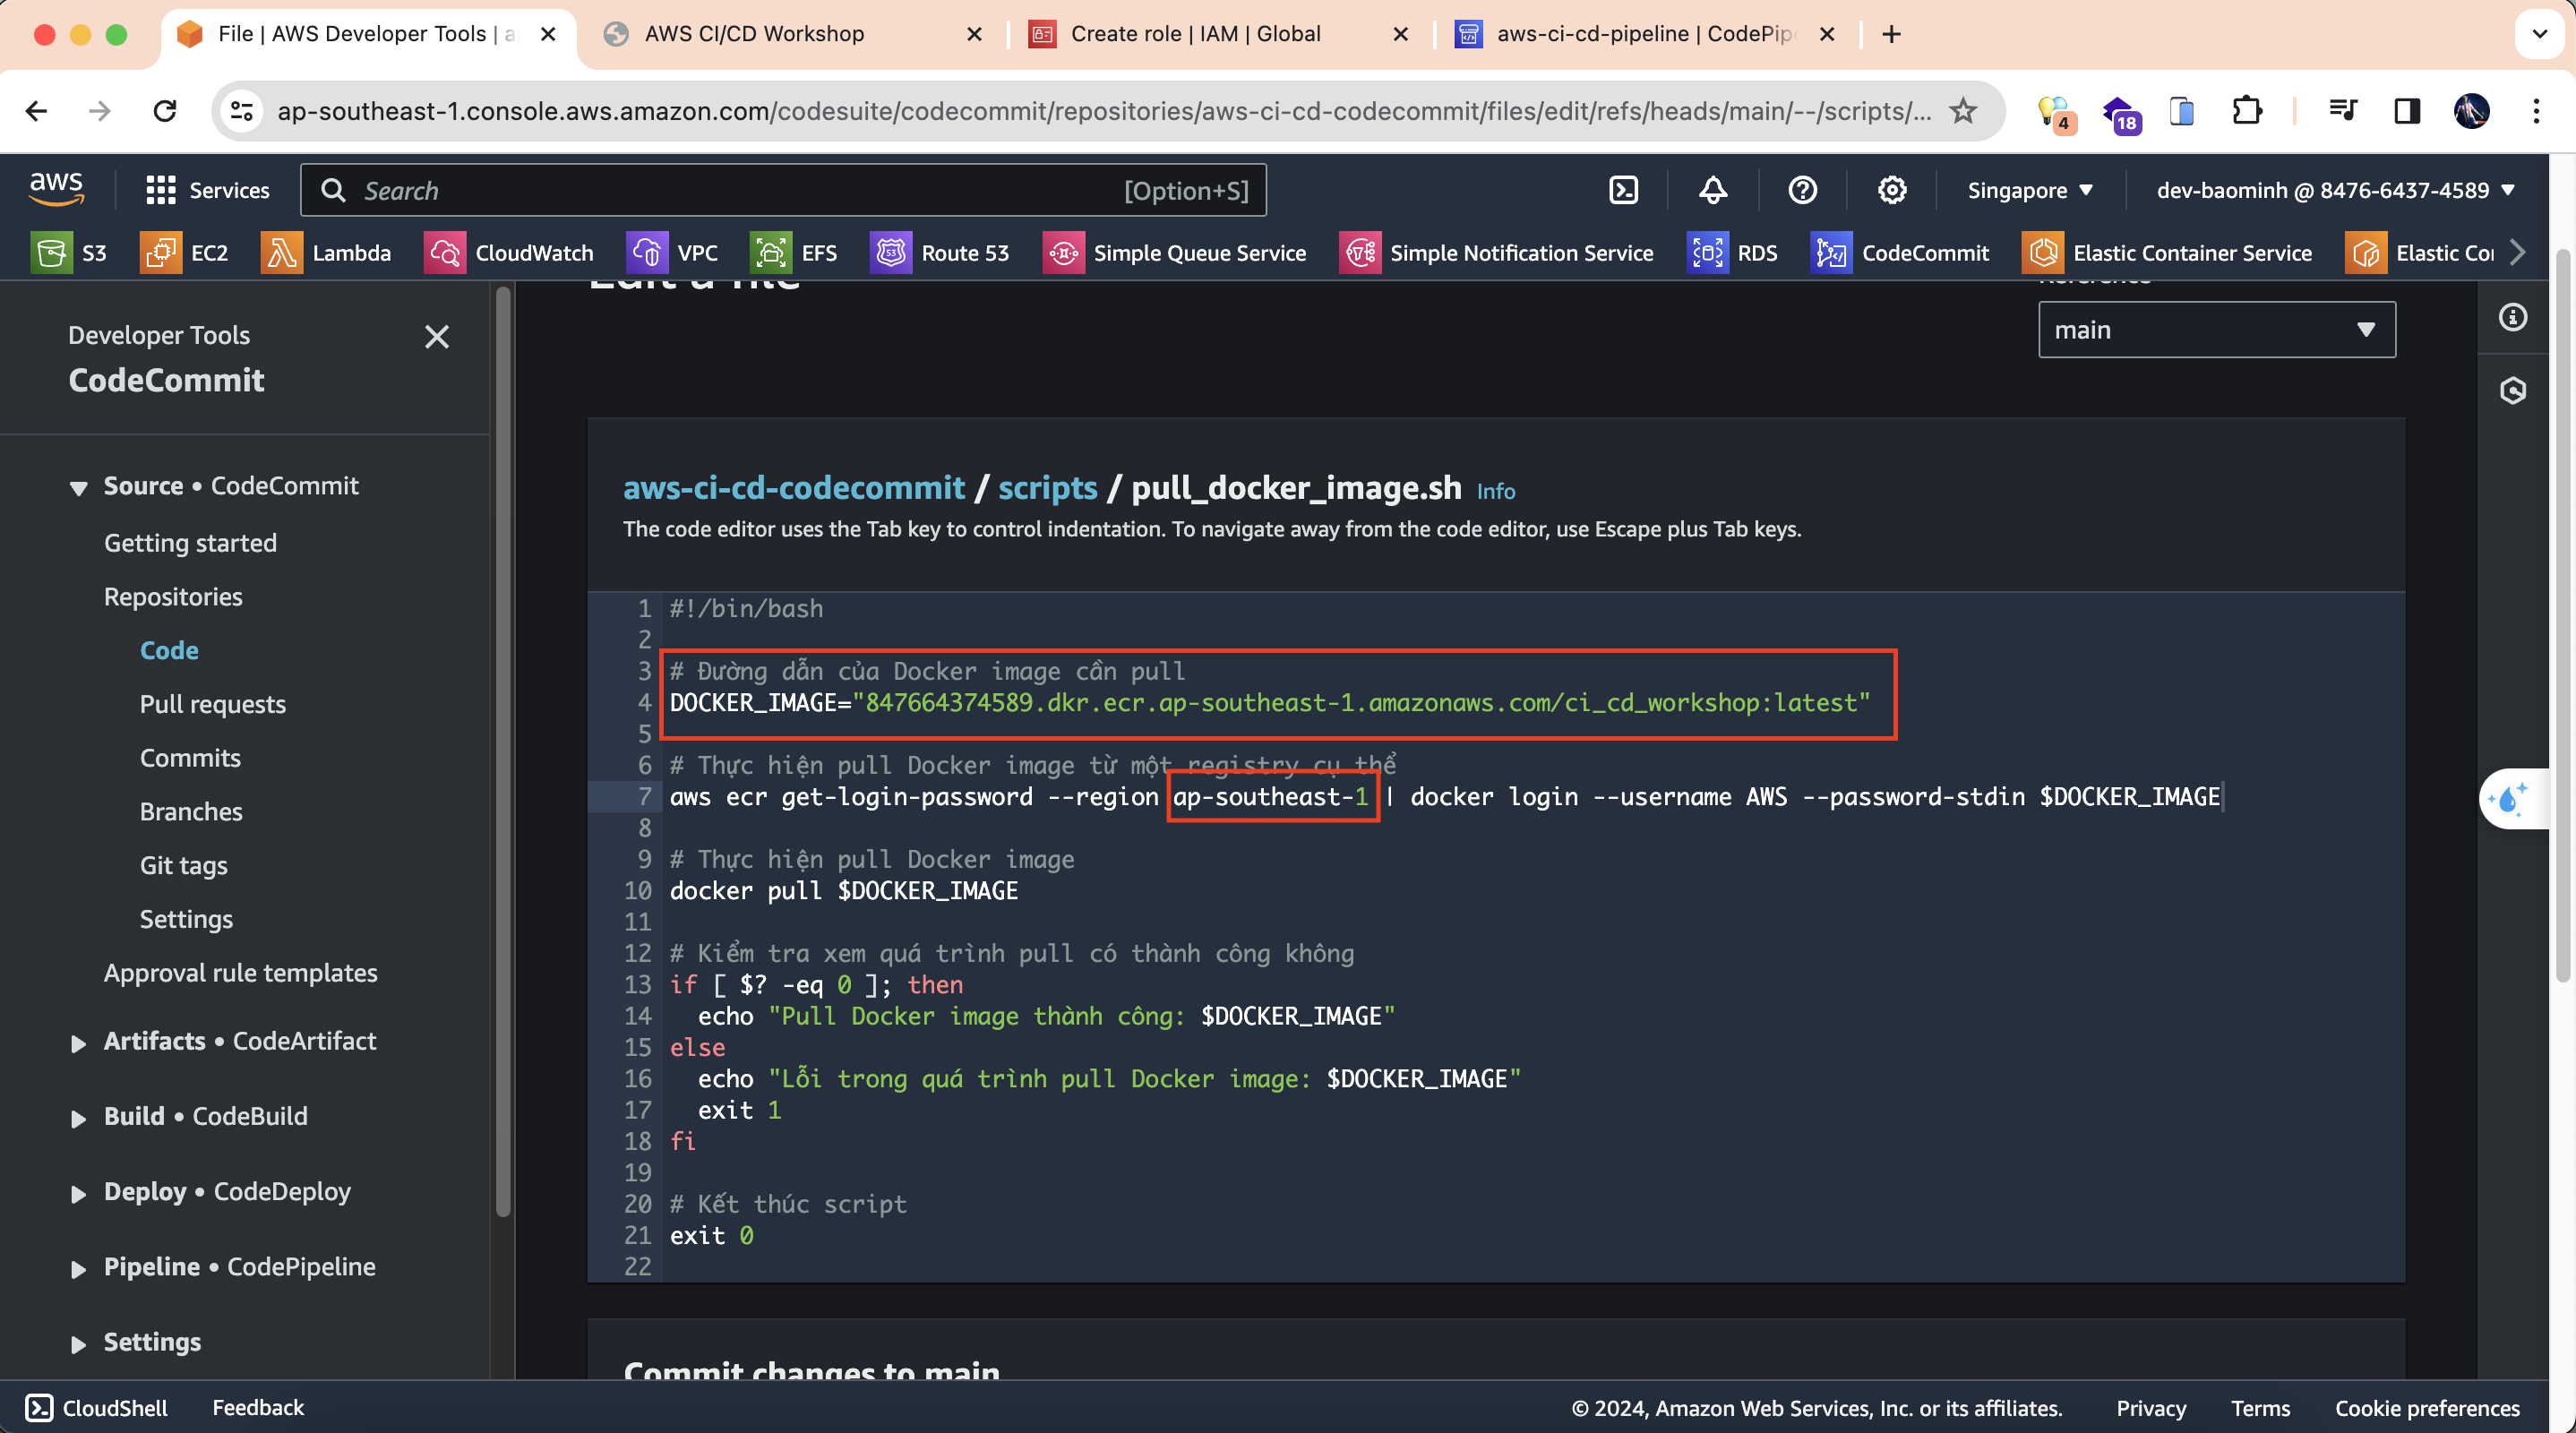 File | AWS Developer Tools | a
AWS CI/CD Workshop
Create role | IAM | Global
aws-ci-cd-pipeline | CodePip
ap-southeast-1.console.aws.amazon.com/codesuite/codecommit/repositories/aws-ci-cd-codecommit/files/edit/refs/heads/main/--/scripts/...
4
18
aws
Services
Search
[Option+S]
Singapore
dev-baominh @ 8476-6437-4589
S3
EC2
Lambda
CloudWatch
VPC
EFS
53
Route 53
Simple Queue Service
Simple Notification Service
RDS
CodeCommit
Elastic Container Service
Elastic Co
Developer Tools
CodeCommit
Source • CodeCommit
Getting started
Repositories
Code
Pull requests
Commits
Branches
Git tags
Settings
Approval rule templates
Artifacts • CodeArtifact
Build • CodeBuild
Deploy • CodeDeploy
Pipeline • CodePipeline
Settings
Edit a file
Reference
main
aws-ci-cd-codecommit / scripts / pull_docker_image.sh Info
The code editor uses the Tab key to control indentation. To navigate away from the code editor, use Escape plus Tab keys.
1 #!/bin/bash
2
3 # Đường dẫn của Docker image cần pull
4 DOCKER_IMAGE="847664374589.dkr.ecr.ap-southeast-1.amazonaws.com/ci_cd_workshop:latest"
5
6 # Thực hiện pull Docker image từ một registry cụ thể
7 aws ecr get-login-password --region ap-southeast-1 | docker login --username AWS --password-stdin $DOCKER_IMAGE
8
9 # Thực hiện pull Docker image
10 docker pull $DOCKER_IMAGE
11
12 # Kiểm tra xem quá trình pull có thành công không
13 if [ $? -eq 0 ]; then
14 echo "Pull Docker image thành công: $DOCKER_IMAGE"
15 else
16 echo "Lỗi trong quá trình pull Docker image: $DOCKER_IMAGE"
17 exit 1
18 fi
19
20 # Kết thúc script
21 exit 0
22
Commit changes to main
CloudShell
Feedback
© 2024, Amazon Web Services, Inc. or its affiliates.
Privacy
Terms
Cookie preferences